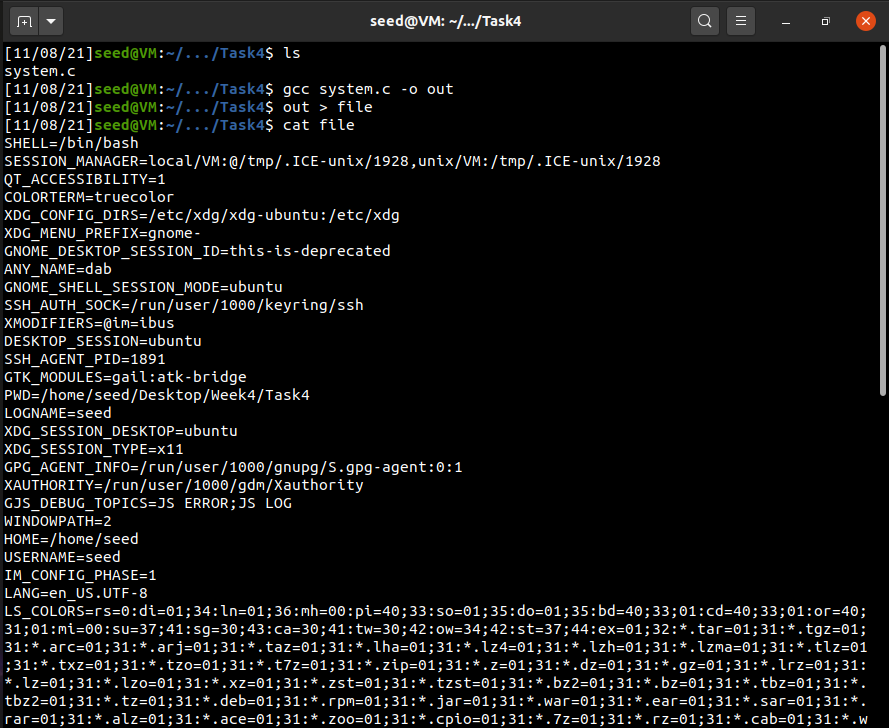 seed@VM: ~/.../Task4
[11/08/21]seed@VM:~/.../Task4$ ls
system.c
[11/08/21]seed@VM:~/.../Task4$ gcc system.c -o out
[11/08/21]seed@VM:~/.../Task4$ out > file
[11/08/21]seed@VM:~/.../Task4$ cat file
SHELL=/bin/bash
SESSION_MANAGER=local/VM:@/tmp/.ICE-unix/1928,unix/VM:/tmp/.ICE-unix/1928
QT_ACCESSIBILITY=1
COLORTERM=truecolor
XDG_CONFIG_DIRS=/etc/xdg/xdg-ubuntu:/etc/xdg
XDG_MENU_PREFIX=gnome-
GNOME_DESKTOP_SESSION_ID=this-is-deprecated
ANY_NAME=dab
GNOME_SHELL_SESSION_MODE=ubuntu
SSH_AUTH_SOCK=/run/user/1000/keyring/ssh
XMODIFIERS=@im=ibus
DESKTOP_SESSION=ubuntu
SSH_AGENT_PID=1891
GTK_MODULES=gail:atk-bridge
PWD=/home/seed/Desktop/Week4/Task4
LOGNAME=seed
XDG_SESSION_DESKTOP=ubuntu
XDG_SESSION_TYPE=x11
GPG_AGENT_INFO=/run/user/1000/gnupg/S.gpg-agent:0:1
XAUTHORITY=/run/user/1000/gdm/Xauthority
GJS_DEBUG_TOPICS=JS ERROR;JS LOG
WINDOWPATH=2
HOME=/home/seed
USERNAME=seed
IM_CONFIG_PHASE=1
LANG=en_US.UTF-8
LS_COLORS=rs=0:di=01;34:ln=01;36:mh=00:pi=40;33:so=01;35:do=01;35:bd=40;33;01:cd=40;33;01:or=40;
31;01:mi=00:su=37;41:sg=30;43:ca=30;41:tw=30;42:ow=34;42:st=37;44:ex=01;32:*.tar=01;31:*.tgz=01;
31:*.arc=01;31:*.arj=01;31:*.taz=01;31:*.lha=01;31:*.lz4=01;31:*.lzh=01;31:*.lzma=01;31:*.tlz=01
;31:*.txz=01;31:*.tzo=01;31:*.t7z=01;31:*.zip=01;31:*.z=01;31:*.dz=01;31:*.gz=01;31:*.lrz=01;31:
*.lz=01;31:*.lzo=01;31:*.xz=01;31:*.zst=01;31:*.tzst=01;31:*.bz2=01;31:*.bz=01;31:*.tbz=01;31:*.
tbz2=01;31:*.tz=01;31:*.deb=01;31:*.rpm=01;31:*.jar=01;31:*.war=01;31:*.ear=01;31:*.sar=01;31:*.
rar=01;31:*.alz=01;31:*.ace=01;31:*.zoo=01;31:*.cpio=01;31:*.7z=01;31:*.rz=01;31:*.cab=01;31:*.w